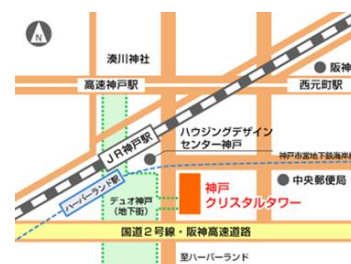 N
湊川神社
阪神
高速神戸駅
西元町駅
ハウジングデザイン
センター神戸
JR神戸駅
神戸市営地下鉄海岸線
ハーバーランド駅
中央郵便局
神戸
クリスタルタワー
デュオ神戸
(地下街)
国道2号線・阪神高速道路
至ハーバーランド